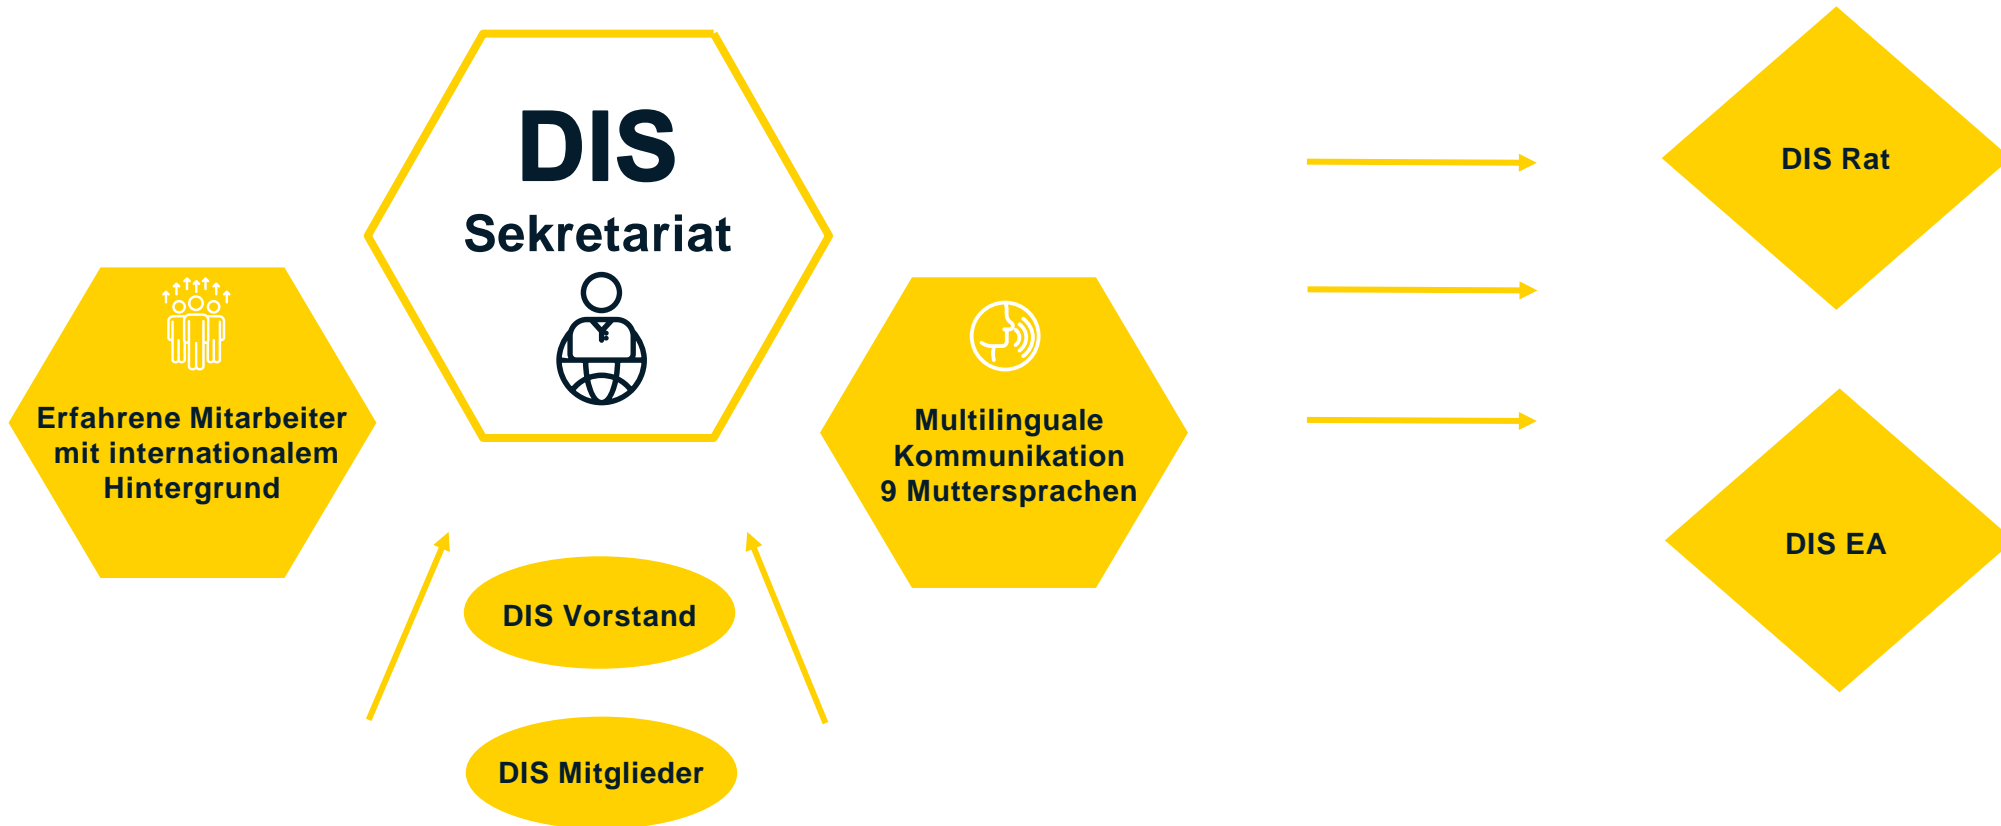 DIS
Sekretariat
Erfahrene Mitarbeiter
mit internationalem
Hintergrund
Multilinguale
Kommunikation
9 Muttersprachen
DIS Vorstand
DIS Mitglieder
DIS Rat
DIS EA